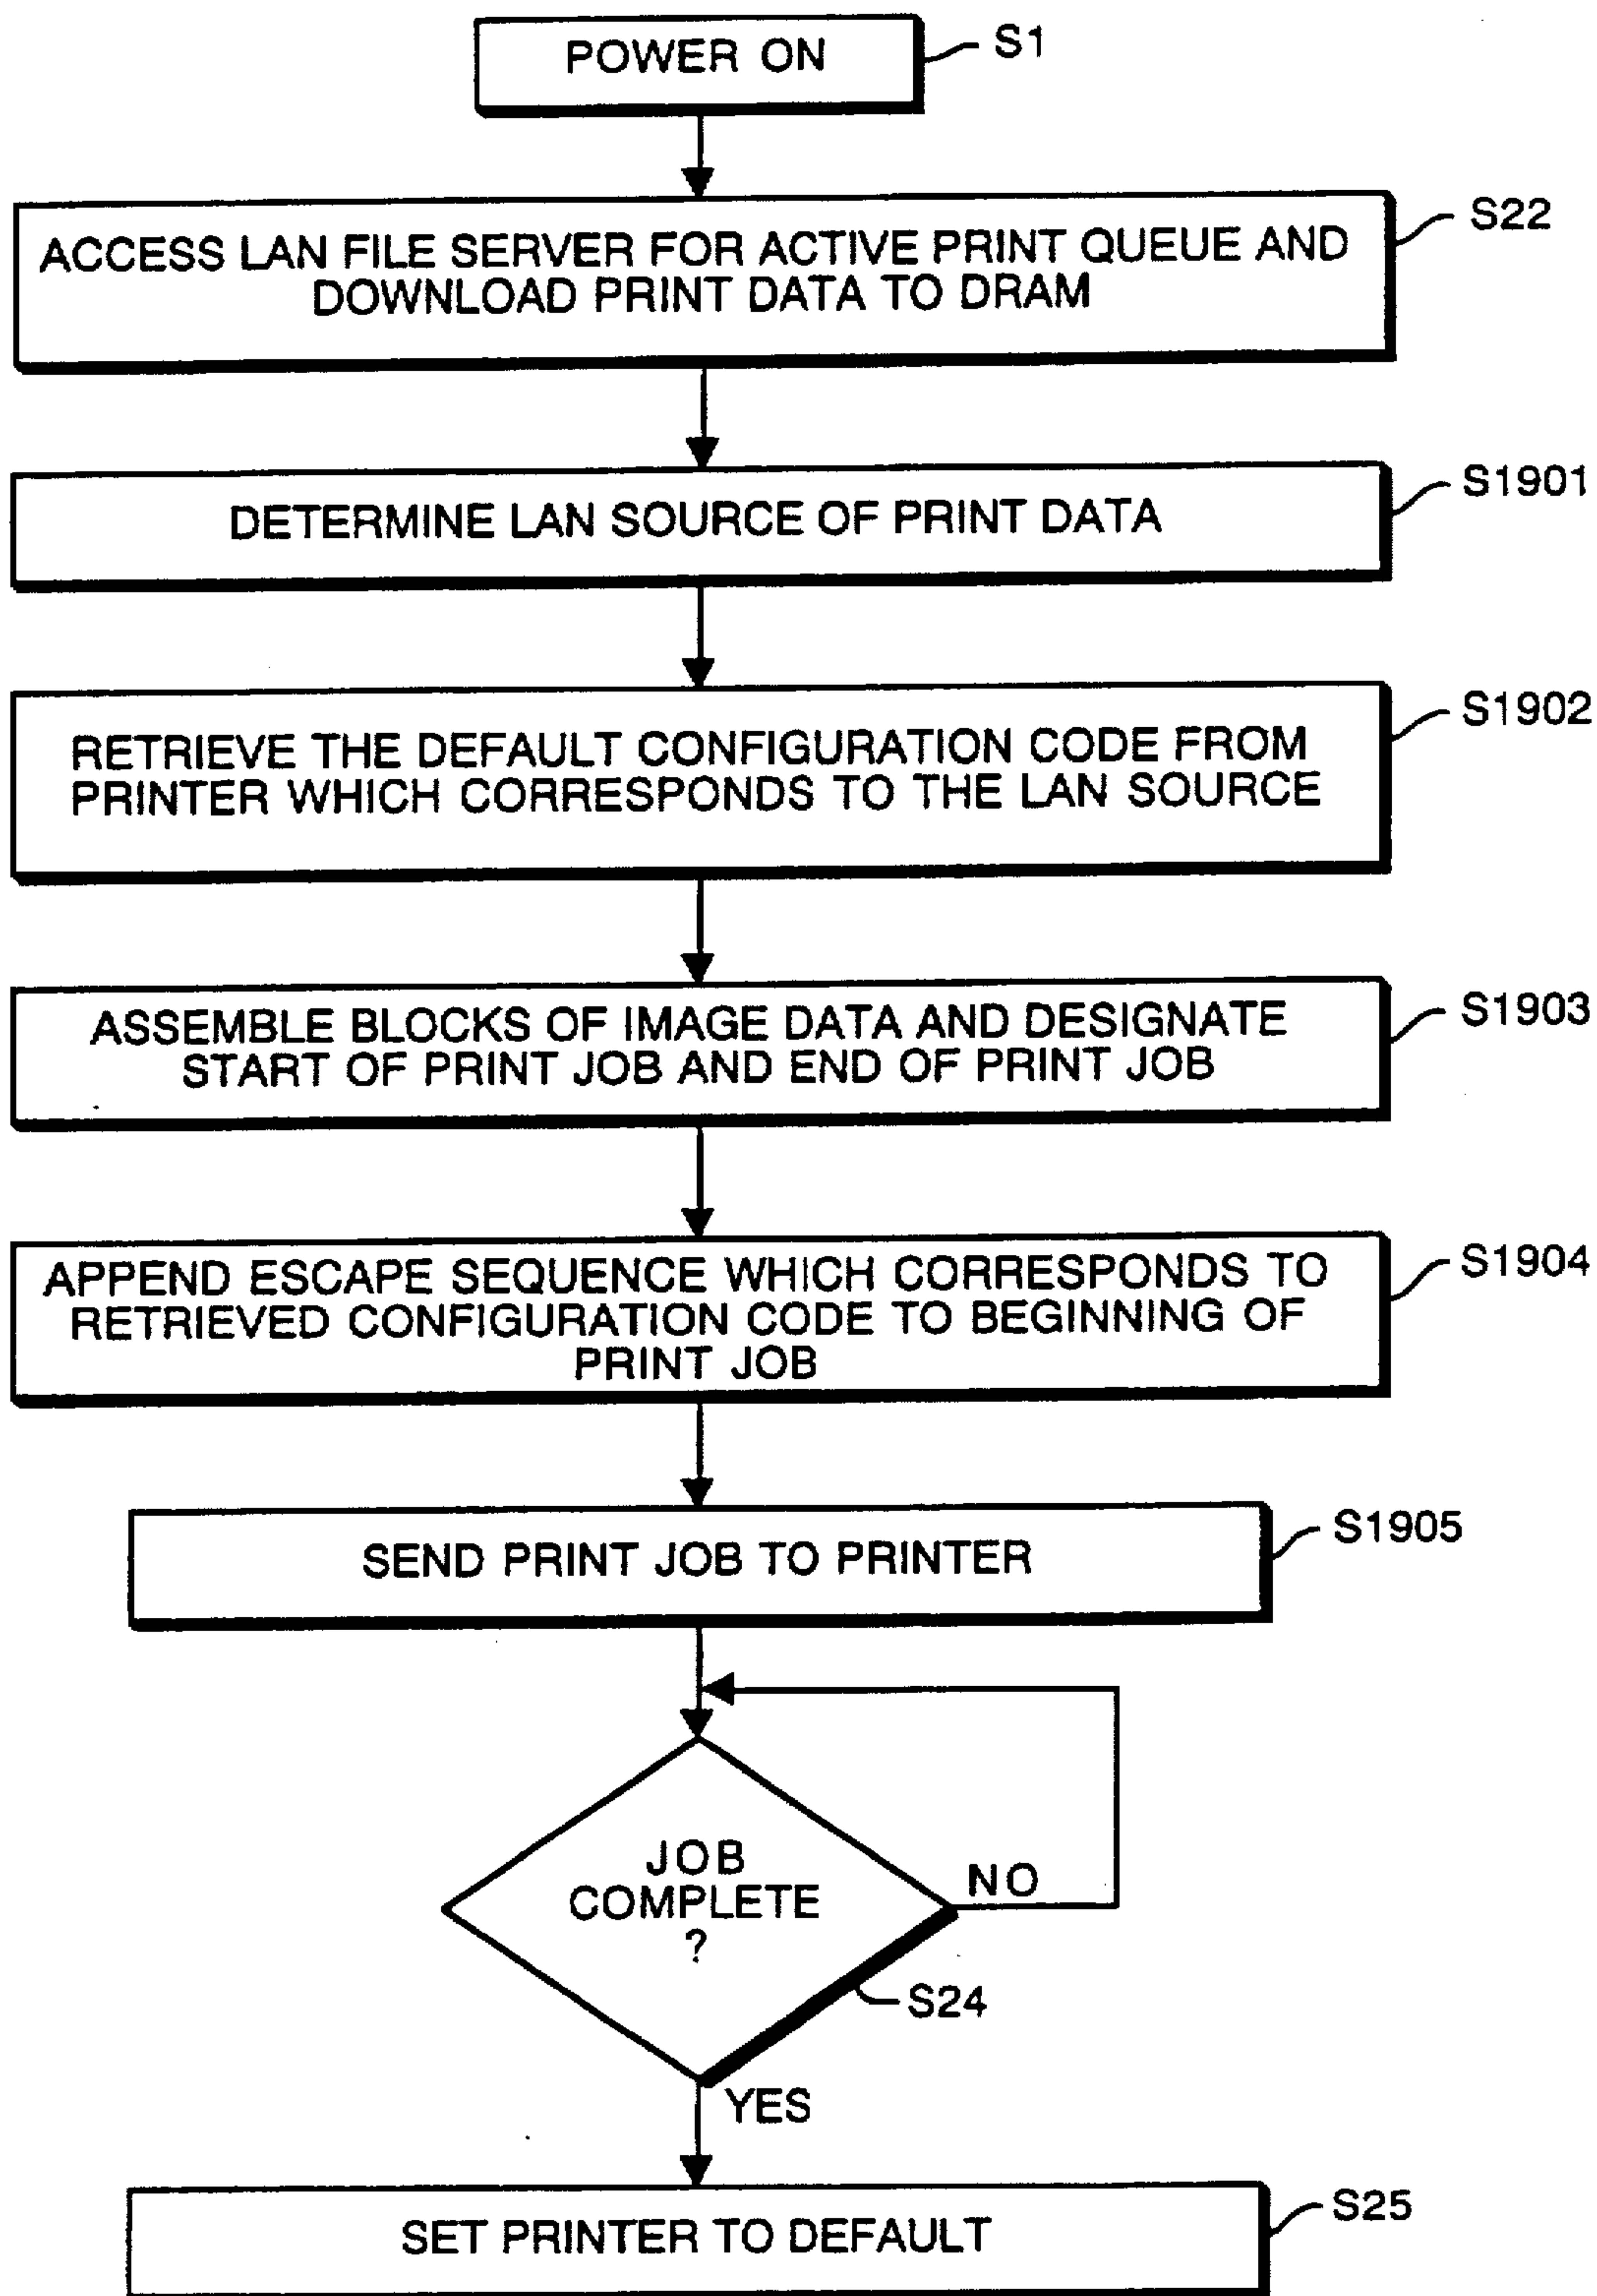 POWER ON
S1
ACCESS LAN FILE SERVER FOR ACTIVE PRINT QUEUE AND
DOWNLOAD PRINT DATA TO DRAM
S22
DETERMINE LAN SOURCE OF PRINT DATA
S1901
RETRIEVE THE DEFAULT CONFIGURATION CODE FROM
PRINTER WHICH CORRESPONDS TO THE LAN SOURCE
S1902
ASSEMBLE BLOCKS OF IMAGE DATA AND DESIGNATE
START OF PRINT JOB AND END OF PRINT JOB
S1903
APPEND ESCAPE SEQUENCE WHICH CORRESPONDS TO
RETRIEVED CONFIGURATION CODE TO BEGINNING OF
PRINT JOB
S1904
SEND PRINT JOB TO PRINTER
S1905
JOB
COMPLETE
?
NO
S24
YES
SET PRINTER TO DEFAULT
S25